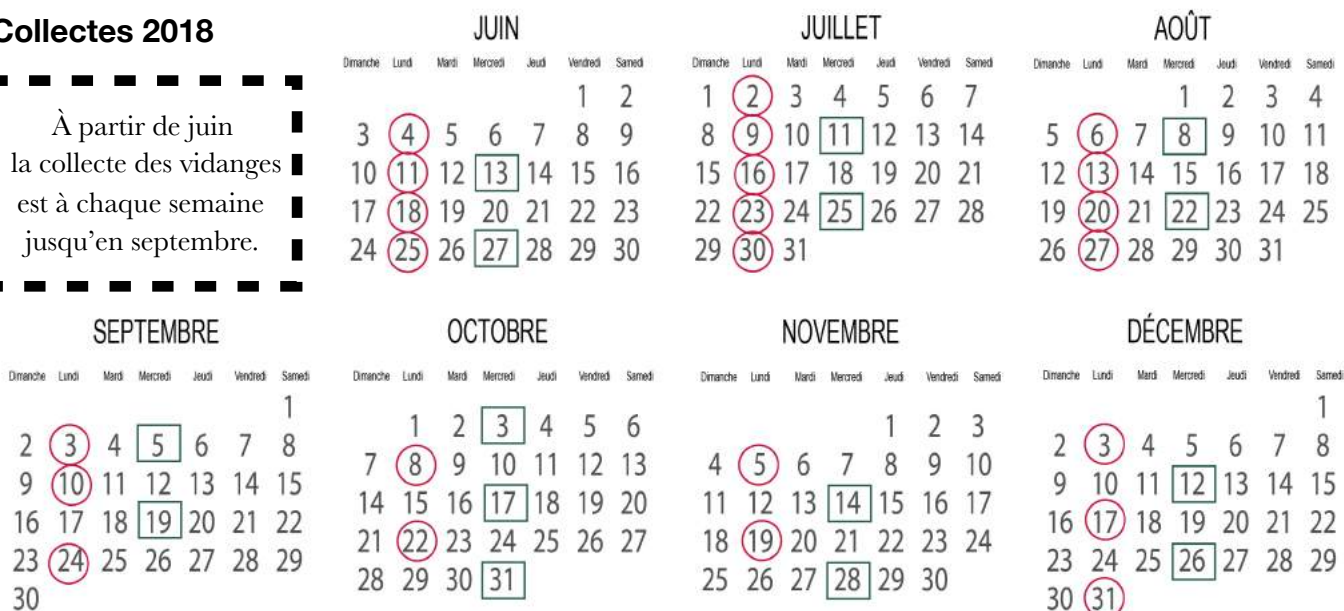 Collectes 2018
À partir de juin
la collecte des vidanges
est à chaque semaine
jusqu'en septembre.
JUIN
Dimanche Lundi Mardi Mercredi Jeudi Vendredi Samedi
1 2
3 4 5 6 7 8 9
10 11 12 13 14 15 16
17 18 19 20 21 22 23
24 25 26 27 28 29 30
JUILLET
Dimanche Lundi Mardi Mercredi Jeudi Vendredi Samedi
1 2 3 4 5 6 7
8 9 10 11 12 13 14
15 16 17 18 19 20 21
22 23 24 25 26 27 28
29 30 31
AOÛT
Dimanche Lundi Mardi Mercredi Jeudi Vendredi Samedi
1 2 3 4
5 6 7 8 9 10 11
12 13 14 15 16 17 18
19 20 21 22 23 24 25
26 27 28 29 30 31
SEPTEMBRE
Dimanche Lundi Mardi Mercredi Jeudi Vendredi Samedi
1
2 3 4 5 6 7 8
9 10 11 12 13 14 15
16 17 18 19 20 21 22
23 24 25 26 27 28 29
30
OCTOBRE
Dimanche Lundi Mardi Mercredi Jeudi Vendredi Samedi
1 2 3 4 5 6
7 8 9 10 11 12 13
14 15 16 17 18 19 20
21 22 23 24 25 26 27
28 29 30 31
NOVEMBRE
Dimanche Lundi Mardi Mercredi Jeudi Vendredi Samedi
1 2 3
4 5 6 7 8 9 10
11 12 13 14 15 16 17
18 19 20 21 22 23 24
25 26 27 28 29 30
DÉCEMBRE
Dimanche Lundi Mardi Mercredi Jeudi Vendredi Samedi
1
2 3 4 5 6 7 8
9 10 11 12 13 14 15
16 17 18 19 20 21 22
23 24 25 26 27 28 29
30 31